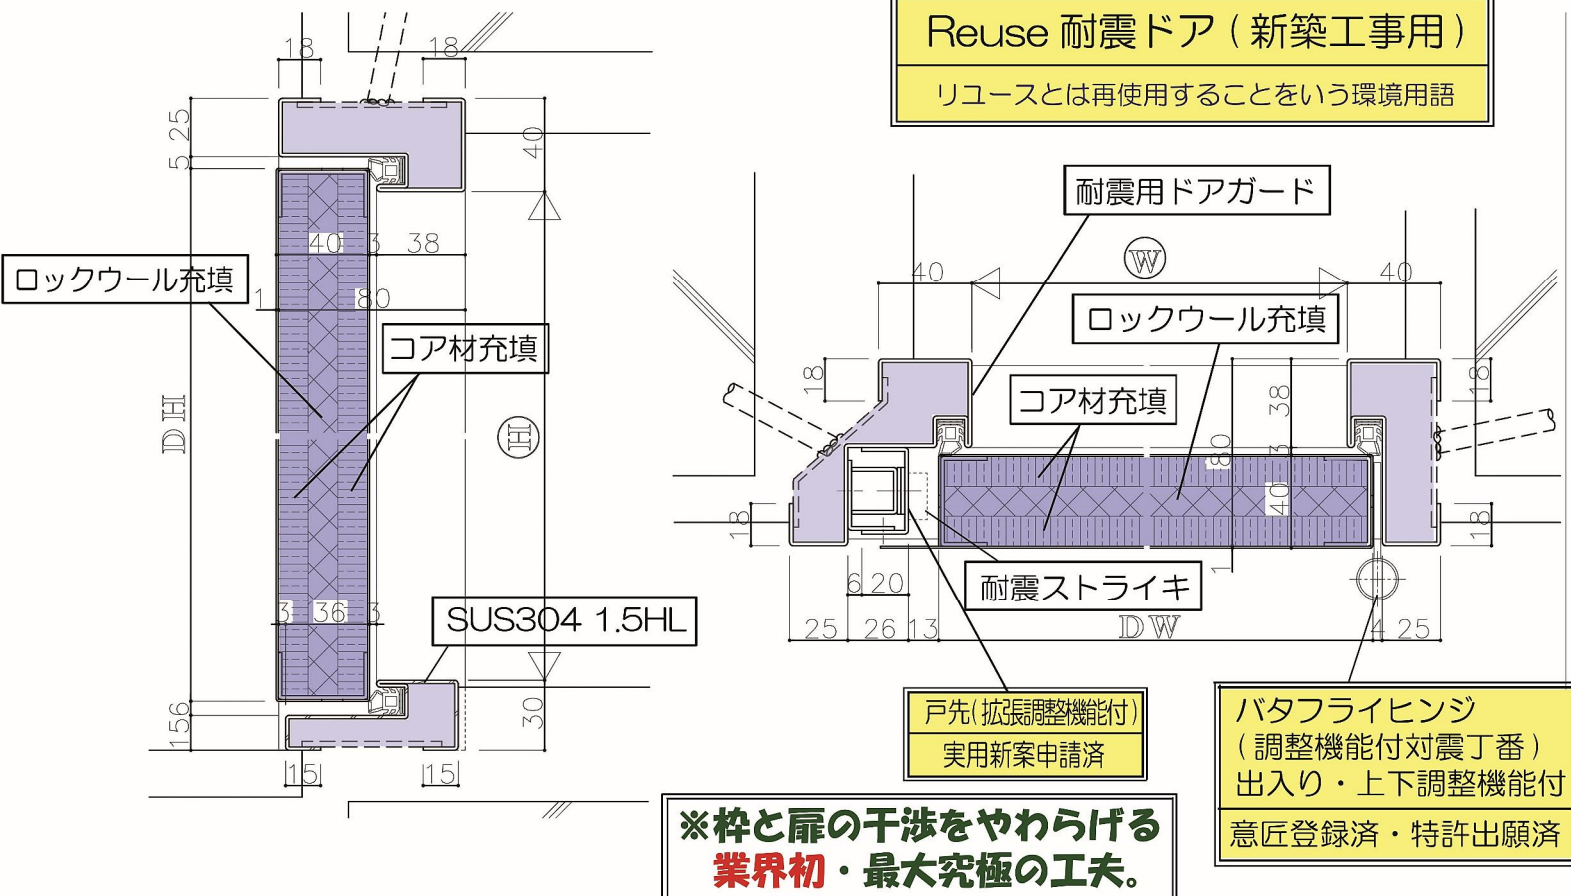 Reuse 耐震ドア ( 新築工事用 )
リユースとは再使用することをいう環境用語
18
18
25
5
40
40
3
38
ロックウール充填
1
80
コア材充填
DH
H
3
36
3
SUS304 1.5HL
6
15
30
15
15
耐震用ドアガード
W
40
40
ロックウール充填
18
コア材充填
38
18
80
3
40
18
18
1
6
20
耐震ストライキ
25
26
13
DW
4
25
戸先(拡張調整機能付)
実用新案申請済
バタフライヒンジ
( 調整機能付対震丁番 )
出入り・上下調整機能付
意匠登録済・特許出願済
※枠と扉の干渉をやわらげる
業界初・最大究極の工夫。